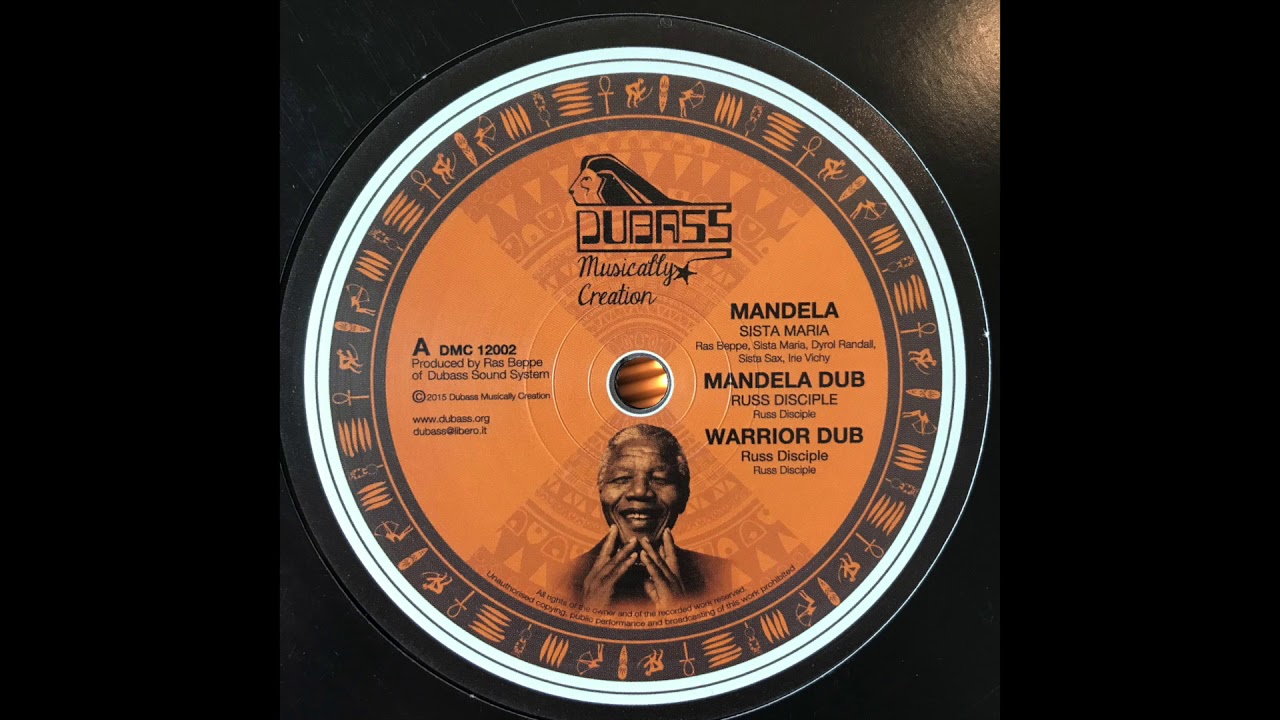 DUBASS
Musically
Creation
A DMC 12002
Produced by Ras Beppe
of Dubass Sound System
©2015 Dubass Musically Creation
www.dubass.org
dubass@libero.it
MANDELA
SISTA MARIA
Ras Beppe, Sista Maria, Dyrol Randall,
Sista Sax, Irie Vichy
MANDELA DUB
RUSS DISCIPLE
Russ Disciple
WARRIOR DUB
Russ Disciple
Russ Disciple
All rights of the owner and of the recorded work reserved.
Unauthorised copying, public performance and broadcasting of this work prohibited